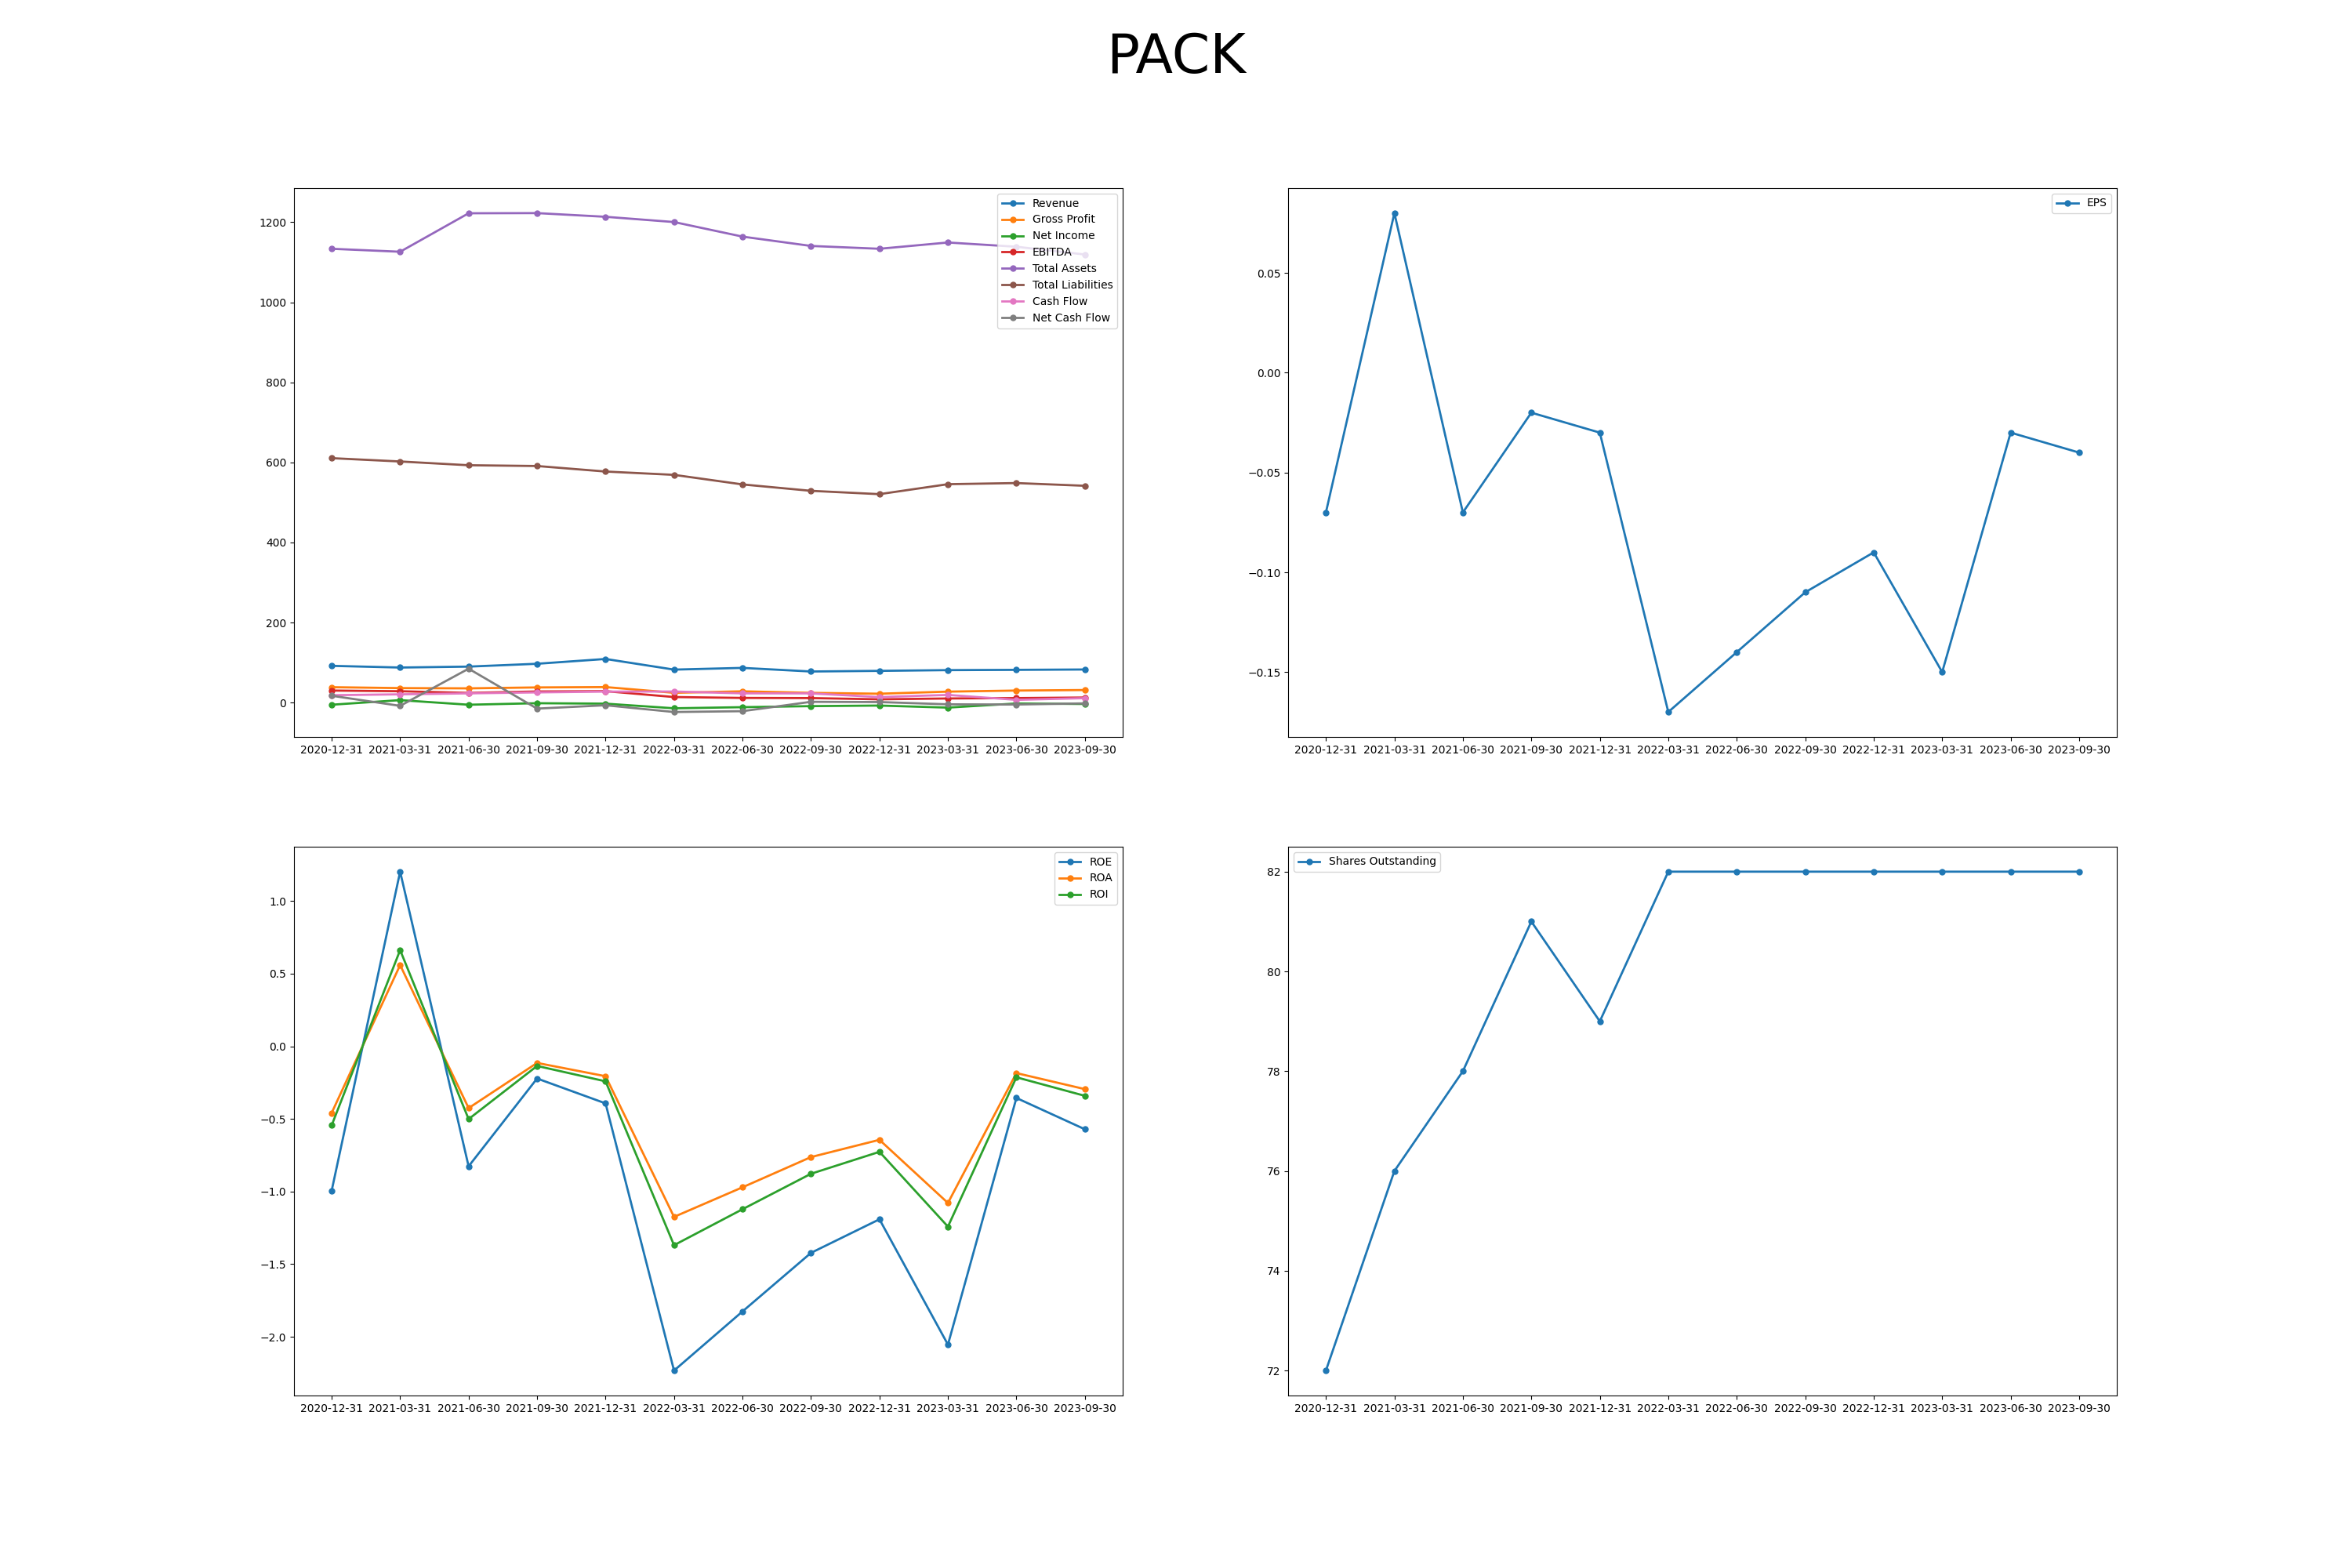 PACK
1200
1000
800
600
400
200
0
Revenue
Gross Profit
Net Income
EBITDA
Total Assets
Total Liabilities
Cash Flow
Net Cash Flow
2020-12-31 2021-03-31 2021-06-30 2021-09-30 2021-12-31 2022-03-31 2022-06-30 2022-09-30 2022-12-31 2023-03-31 2023-06-30 2023-09-30
0.05
0.00
−0.05
−0.10
−0.15
EPS
2020-12-31 2021-03-31 2021-06-30 2021-09-30 2021-12-31 2022-03-31 2022-06-30 2022-09-30 2022-12-31 2023-03-31 2023-06-30 2023-09-30
1.0
0.5
0.0
−0.5
−1.0
−1.5
−2.0
ROE
ROA
ROI
2020-12-31 2021-03-31 2021-06-30 2021-09-30 2021-12-31 2022-03-31 2022-06-30 2022-09-30 2022-12-31 2023-03-31 2023-06-30 2023-09-30
82
80
78
76
74
72
Shares Outstanding
2020-12-31 2021-03-31 2021-06-30 2021-09-30 2021-12-31 2022-03-31 2022-06-30 2022-09-30 2022-12-31 2023-03-31 2023-06-30 2023-09-30